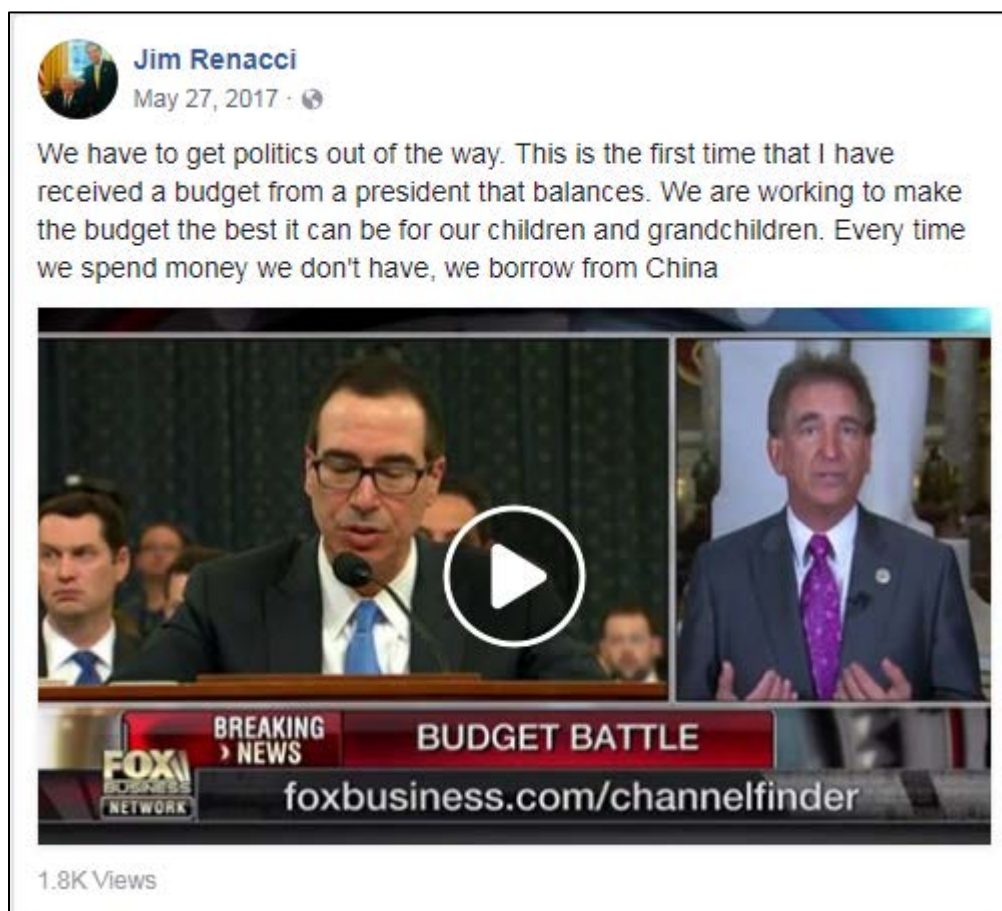 Jim Renacci
May 27, 2017 ·
We have to get politics out of the way. This is the first time that I have
received a budget from a president that balances. We are working to make
the budget the best it can be for our children and grandchildren. Every time
we spend money we don't have, we borrow from China
BREAKING
› NEWS
BUDGET BATTLE
FOX
BUSINESS
NETWORK
foxbusiness.com/channelfinder
1.8K Views